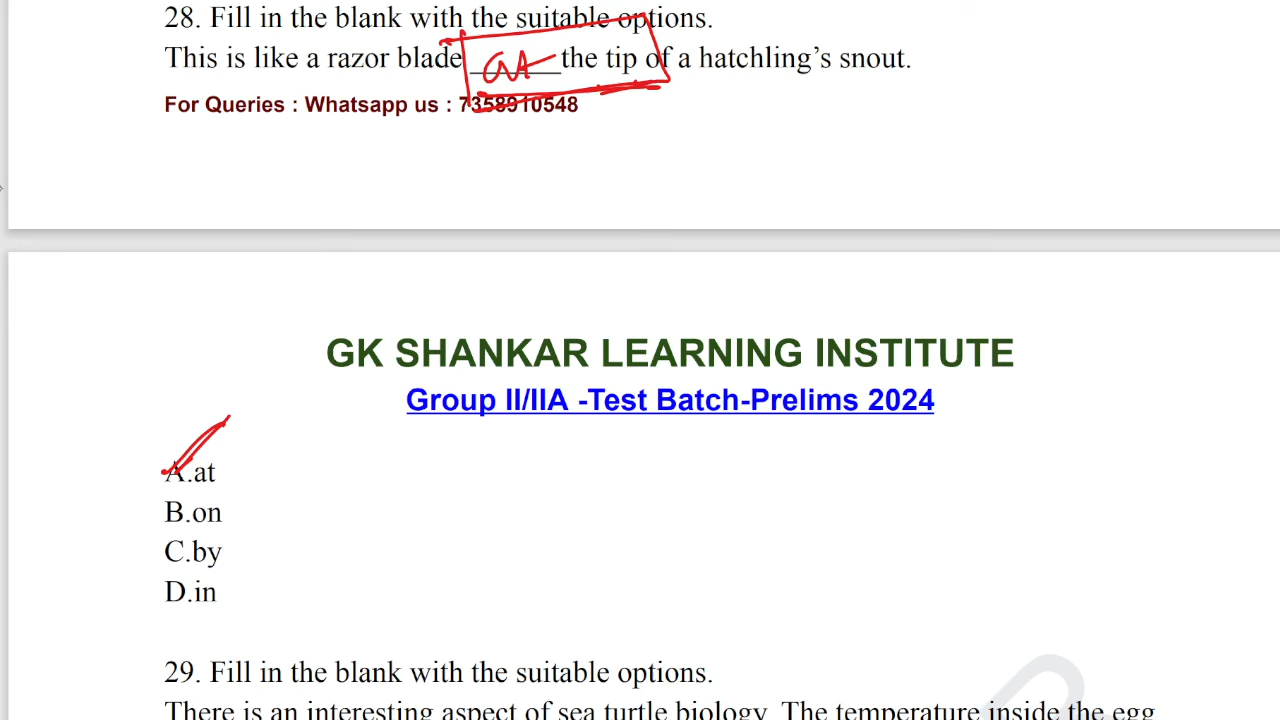 28. Fill in the blank with the suitable options.
This is like a razor blade ______ the tip of a hatchling’s snout.
at
For Queries : Whatsapp us : 7358910548
GK SHANKAR LEARNING INSTITUTE
Group II/IIA -Test Batch-Prelims 2024
A.at
B.on
C.by
D.in
29. Fill in the blank with the suitable options.
There is an interesting aspect of sea turtle biology. The temperature inside the egg